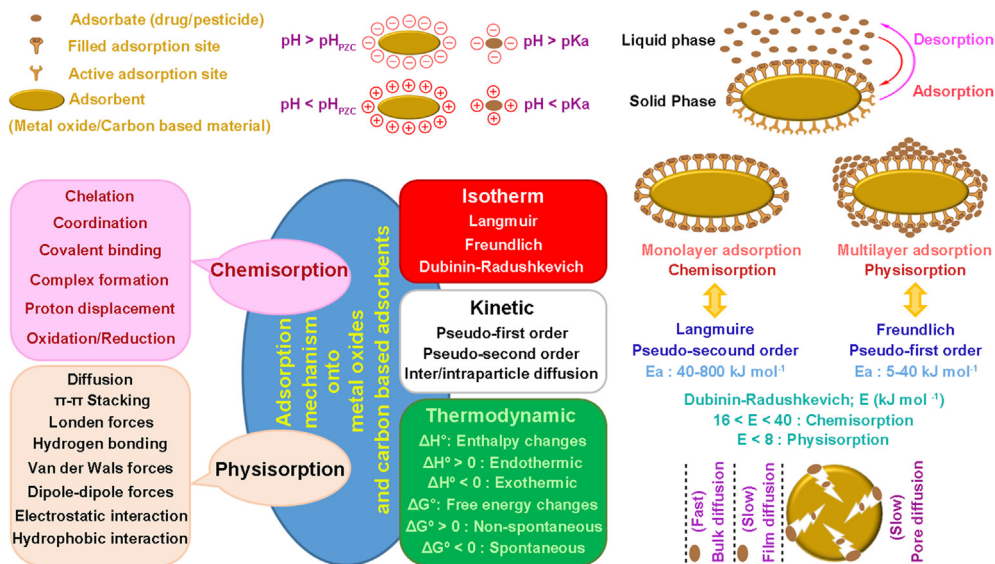 Adsorbate (drug/pesticide)
Filled adsorption site
Active adsorption site
Adsorbent
(Metal oxide/Carbon based material)
pH > pHPZC
pH > pKa
pH < pHPZC
pH < pKa
Liquid phase
Desorption
Solid Phase
Adsorption
Chelation
Coordination
Covalent binding
Complex formation
Proton displacement
Oxidation/Reduction
Chemisorption
Diffusion
π-π Stacking
Londen forces
Hydrogen bonding
Van der Wals forces
Dipole-dipole forces
Electrostatic interaction
Hydrophobic interaction
Physisorption
Adsorption
mechanism
onto
metal oxides
and carbon based adsorbents
Isotherm
Langmuir
Freundlich
Dubinin-Radushkevich
Kinetic
Pseudo-first order
Pseudo-second order
Inter/intraparticle diffusion
Thermodynamic
ΔH°: Enthalpy changes
ΔH° > 0 : Endothermic
ΔH° < 0 : Exothermic
ΔG°: Free energy changes
ΔG° > 0 : Non-spontaneous
ΔG° < 0 : Spontaneous
Monolayer adsorption
Chemisorption
Langmuire
Pseudo-secound order
Ea : 40-800 kJ mol-1
Multilayer adsorption
Physisorption
Freundlich
Pseudo-first order
Ea : 5-40 kJ mol-1
Dubinin-Radushkevich; E (kJ mol -1)
16 < E < 40 : Chemisorption
E < 8 : Physisorption
(Fast)
Bulk diffusion
(Slow)
Film diffusion
(Slow)
Pore diffusion